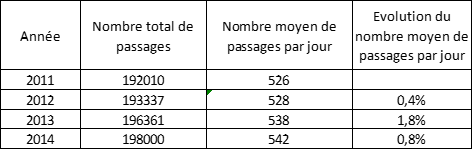 Année Nombre total de passages Nombre moyen de passages par jour Evolution du nombre moyen de passages par jour
2011 192010 526
2012 193337 528 0,4%
2013 196361 538 1,8%
2014 198000 542 0,8%